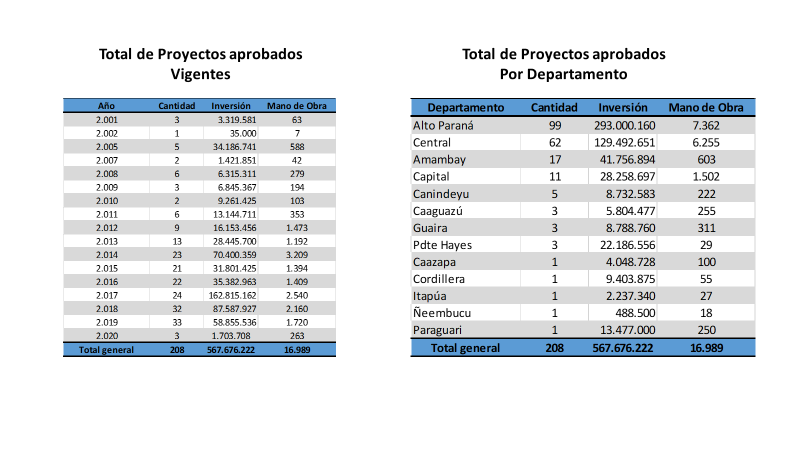 Total de Proyectos aprobados
Vigentes
Año Cantidad Inversión Mano de Obra
2.001 3 3.319.581 63
2.002 1 35.000 7
2.005 5 34.186.741 588
2.007 2 1.421.851 42
2.008 6 6.315.311 279
2.009 3 6.845.367 194
2.010 2 9.261.425 103
2.011 6 13.144.711 353
2.012 9 16.153.456 1.473
2.013 13 28.445.700 1.192
2.014 23 70.400.359 3.209
2.015 21 31.801.425 1.394
2.016 22 35.382.963 1.409
2.017 24 162.815.162 2.540
2.018 32 87.587.927 2.160
2.019 33 58.855.536 1.720
2.020 3 1.703.708 263
Total general 208 567.676.222 16.989
Total de Proyectos aprobados
Por Departamento
Departamento Cantidad Inversión Mano de Obra
Alto Paraná 99 293.000.160 7.362
Central 62 129.492.651 6.255
Amambay 17 41.756.894 603
Capital 11 28.258.697 1.502
Canindeyu 5 8.732.583 222
Caaguazú 3 5.804.477 255
Guaira 3 8.788.760 311
Pdte Hayes 3 22.186.556 29
Caazapa 1 4.048.728 100
Cordillera 1 9.403.875 55
Itapúa 1 2.237.340 27
Ñeembucu 1 488.500 18
Paraguari 1 13.477.000 250
Total general 208 567.676.222 16.989